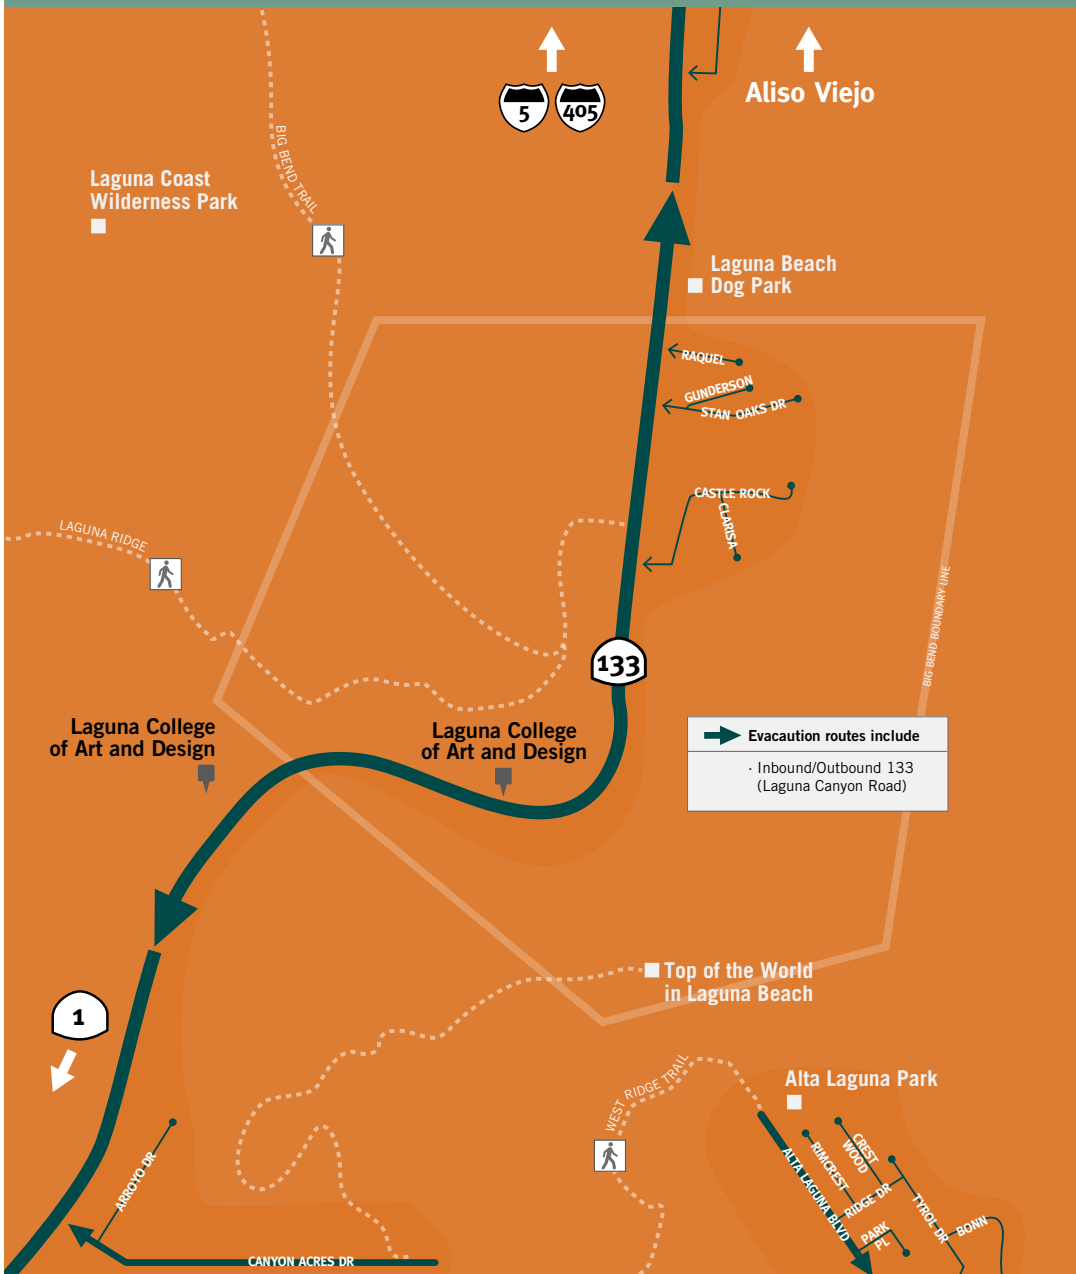 5
405
Aliso Viejo
BIG BEND TRAIL
Laguna Coast
Wilderness Park
Laguna Beach
Dog Park
RAQUEL
GUNDERSON
STAN OAKS DR
CASTLE ROCK
CLARISA
LAGUNA RIDGE
BIG BEND BOUNDARY LINE
133
Laguna College
of Art and Design
Laguna College
of Art and Design
Evacaution routes include
· Inbound/Outbound 133
(Laguna Canyon Road)
Top of the World
in Laguna Beach
1
WEST RIDGE TRAIL
Alta Laguna Park
ARROYO DR
CANYON ACRES DR
ALTA LAGUNA BLVD
RIMCREST
CREST
WOOD
RIDGE DR
PARK
PL
TYROL DR
BONN